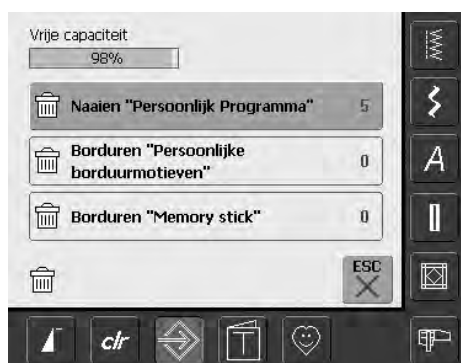 Vrije capaciteit
98%
Naaien "Persoonlijk Programma" 5
Borduren "Persoonlijke
borduurmotieven" 0
Borduren "Memory stick" 0
ESC
A
clr